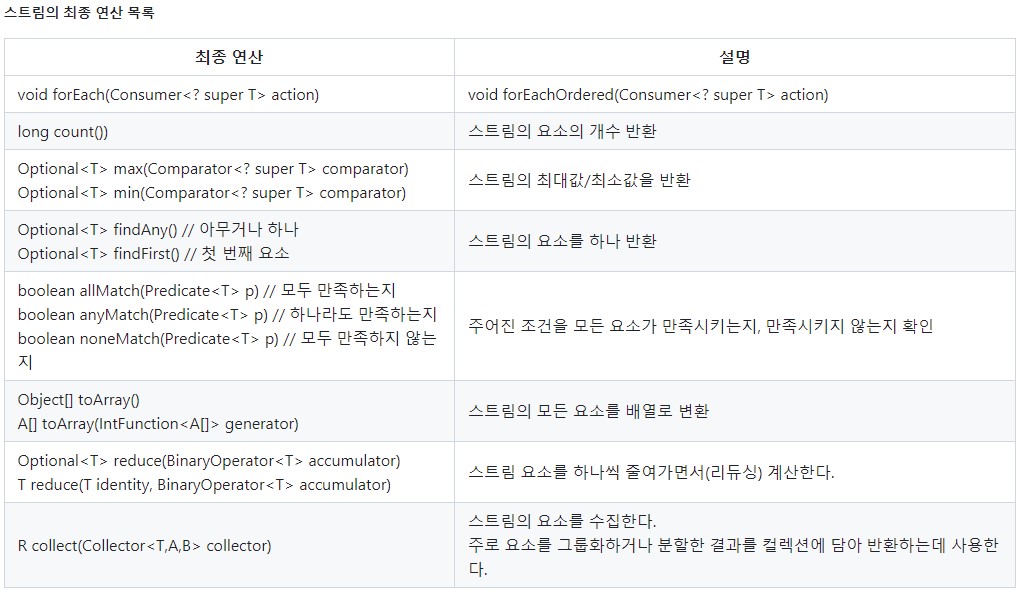 스트림의 최종 연산 목록
최종 연산
설명
void forEach(Consumer<? super T> action)
void forEachOrdered(Consumer<? super T> action)
long count())
스트림의 요소의 개수 반환
Optional<T> max(Comparator<? super T> comparator)
Optional<T> min(Comparator<? super T> comparator)
스트림의 최대값/최소값을 반환
Optional<T> findAny() // 아무거나 하나
Optional<T> findFirst() // 첫 번째 요소
스트림의 요소를 하나 반환
boolean allMatch(Predicate<T> p) // 모두 만족하는지
boolean anyMatch(Predicate<T> p) // 하나라도 만족하는지
boolean noneMatch(Predicate<T> p) // 모두 만족하지 않는
지
주어진 조건을 모든 요소가 만족시키는지, 만족시키지 않는지 확인
Object[] toArray()
A[] toArray(IntFunction<A[]> generator)
스트림의 모든 요소를 배열로 변환
Optional<T> reduce(BinaryOperator<T> accumulator)
T reduce(T identity, BinaryOperator<T> accumulator)
스트림 요소를 하나씩 줄여가면서(리듀싱) 계산한다.
R collect(Collector<T,A,B> collector)
스트림의 요소를 수집한다.
주로 요소를 그룹화하거나 분할한 결과를 컬렉션에 담아 반환하는데 사용한
다.